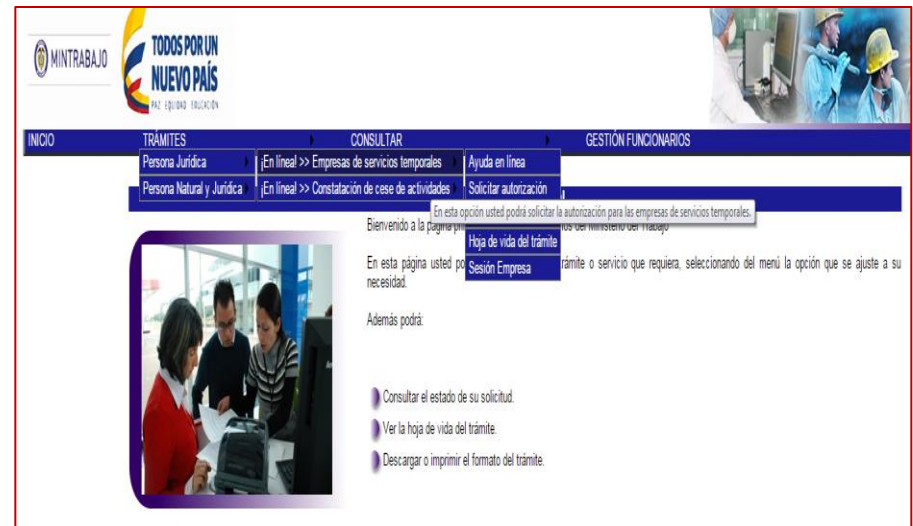 MINTRABAJO
TODOS POR UN
NUEVO PAÍS
PAZ EQUIDAD EDUCACIÓN
INICIO TRÁMITES CONSULTAR GESTIÓN FUNCIONARIOS
Persona Jurídica ¡En línea! >> Empresas de servicios temporales Ayuda en línea
Persona Natural y Jurídica ¡En línea! >> Constatación de cese de actividades Solicitar autorización
En esta opción usted podrá solicitar la autorización para las empresas de servicios temporales.
Bienvenido a la página del Ministerio del Trabajo
Hoja de vida del trámite
En esta página usted trámite o servicio que requiera, seleccionando del menú la opción que se ajuste a su
Sesión Empresa
necesidad.
Además podrá:
Consultar el estado de su solicitud.
Ver la hoja de vida del trámite.
Descargar o imprimir el formato del trámite.